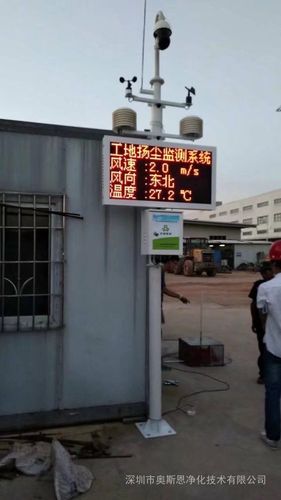 工地扬尘监测系统
风速:2.0 m/s
风向:东北
温度:27.2 ℃
深圳市奥斯恩净化技术有限公司